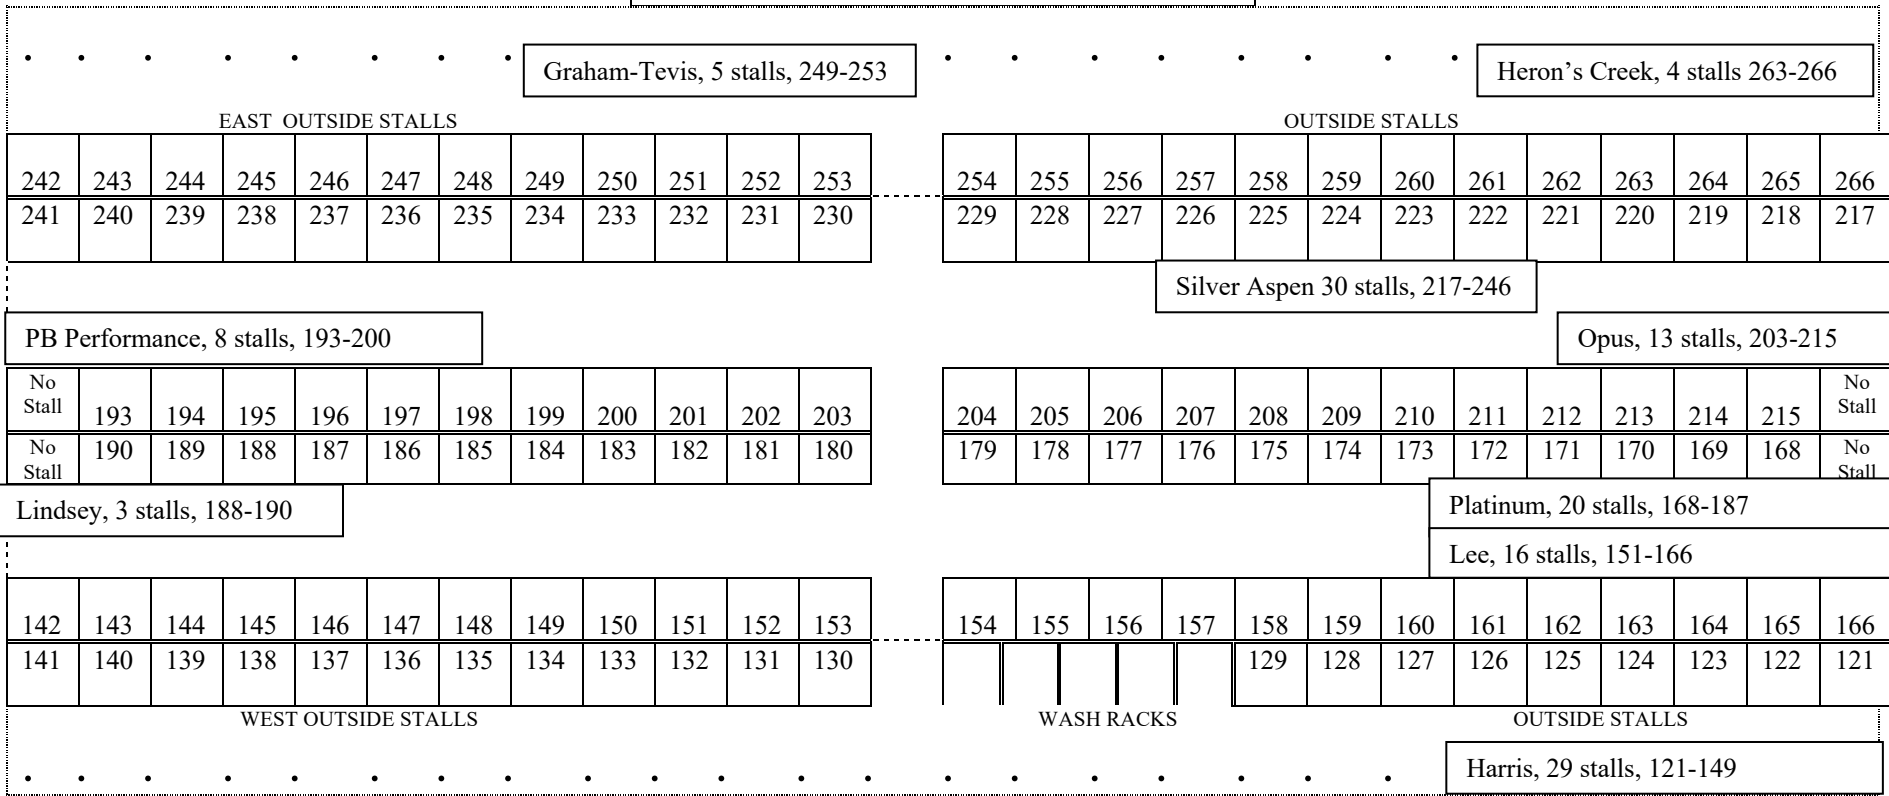 Graham-Tevis, 5 stalls, 249-253
Heron’s Creek, 4 stalls 263-266
EAST OUTSIDE STALLS
OUTSIDE STALLS
242 243 244 245 246 247 248 249 250 251 252 253 254 255 256 257 258 259 260 261 262 263 264 265 266
241 240 239 238 237 236 235 234 233 232 231 230 229 228 227 226 225 224 223 222 221 220 219 218 217
Silver Aspen 30 stalls, 217-246
PB Performance, 8 stalls, 193-200
Opus, 13 stalls, 203-215
No
Stall
193 194 195 196 197 198 199 200 201 202 203 204 205 206 207 208 209 210 211 212 213 214 215
No
Stall
No
Stall
190 189 188 187 186 185 184 183 182 181 180 179 178 177 176 175 174 173 172 171 170 169 168
No
Stall
Lindsey, 3 stalls, 188-190
Platinum, 20 stalls, 168-187
Lee, 16 stalls, 151-166
142 143 144 145 146 147 148 149 150 151 152 153 154 155 156 157 158 159 160 161 162 163 164 165 166
141 140 139 138 137 136 135 134 133 132 131 130 129 128 127 126 125 124 123 122 121
WEST OUTSIDE STALLS
WASH RACKS
OUTSIDE STALLS
Harris, 29 stalls, 121-149